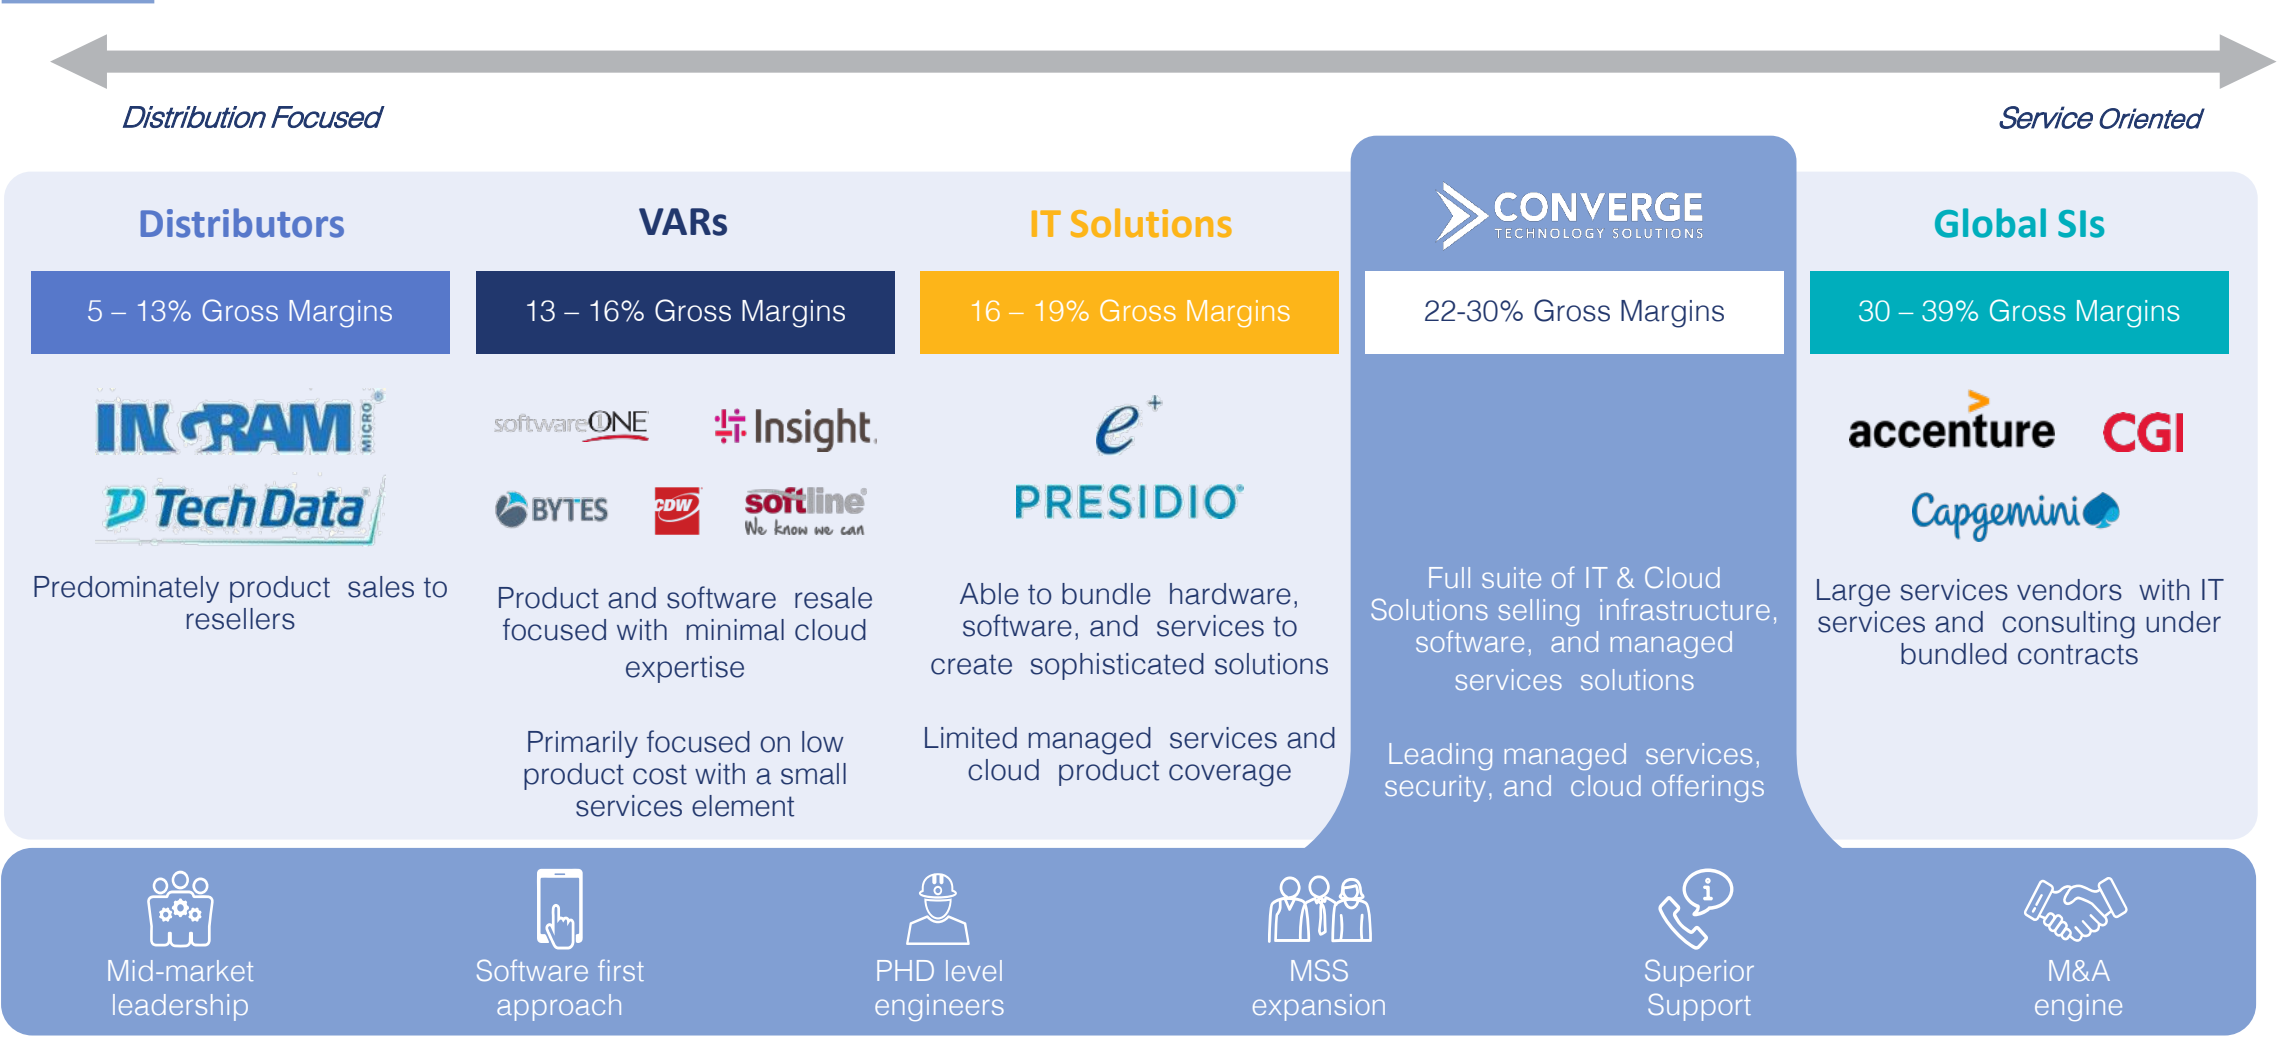 Distribution Focused
Service Oriented
Distributors
5 – 13% Gross Margins
INGRAM MICRO®
TechData
Predominately product sales to
resellers
VARs
13 – 16% Gross Margins
softwareONE
Insight.
BYTES
CDW
softline®
We know we can
Product and software resale
focused with minimal cloud
expertise
Primarily focused on low
product cost with a small
services element
IT Solutions
16 – 19% Gross Margins
e+
PRESIDIO®
Able to bundle hardware,
software, and services to
create sophisticated solutions
Limited managed services and
cloud product coverage
CONVERGE
TECHNOLOGY SOLUTIONS
22-30% Gross Margins
Full suite of IT & Cloud
Solutions selling infrastructure,
software, and managed
services solutions
Leading managed services,
security, and cloud offerings
Global SIs
30 – 39% Gross Margins
accenture
CGI
Capgemini
Large services vendors with IT
services and consulting under
bundled contracts
Mid-market
leadership
Software first
approach
PHD level
engineers
MSS
expansion
Superior
Support
M&A
engine